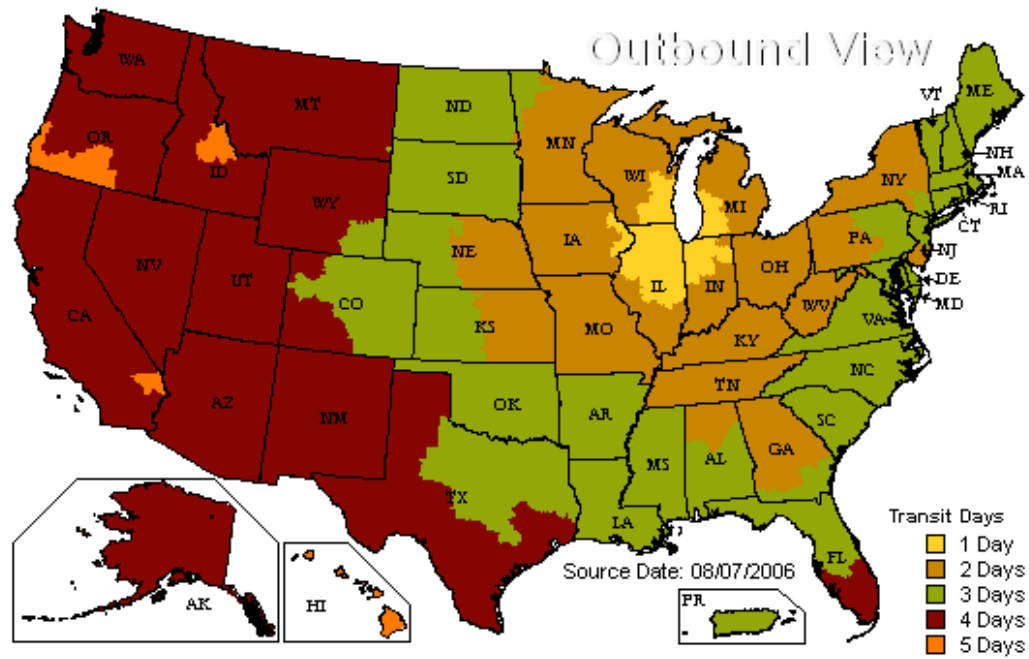 Outbound View
WA
MT
ND
MN
VT
ME
OR
ID
SD
WI
NH
MA
WY
MI
NY
RI
CT
IA
PA
NE
NJ
NV
UT
CO
IL
IN
OH
DE
MD
CA
KS
MO
WV
VA
KY
NC
TN
AZ
NM
OK
AR
SC
MS
AL
GA
TX
LA
FL
Transit Days
1 Day
2 Days
3 Days
4 Days
5 Days
Source Date: 08/07/2006
AK
HI
PR